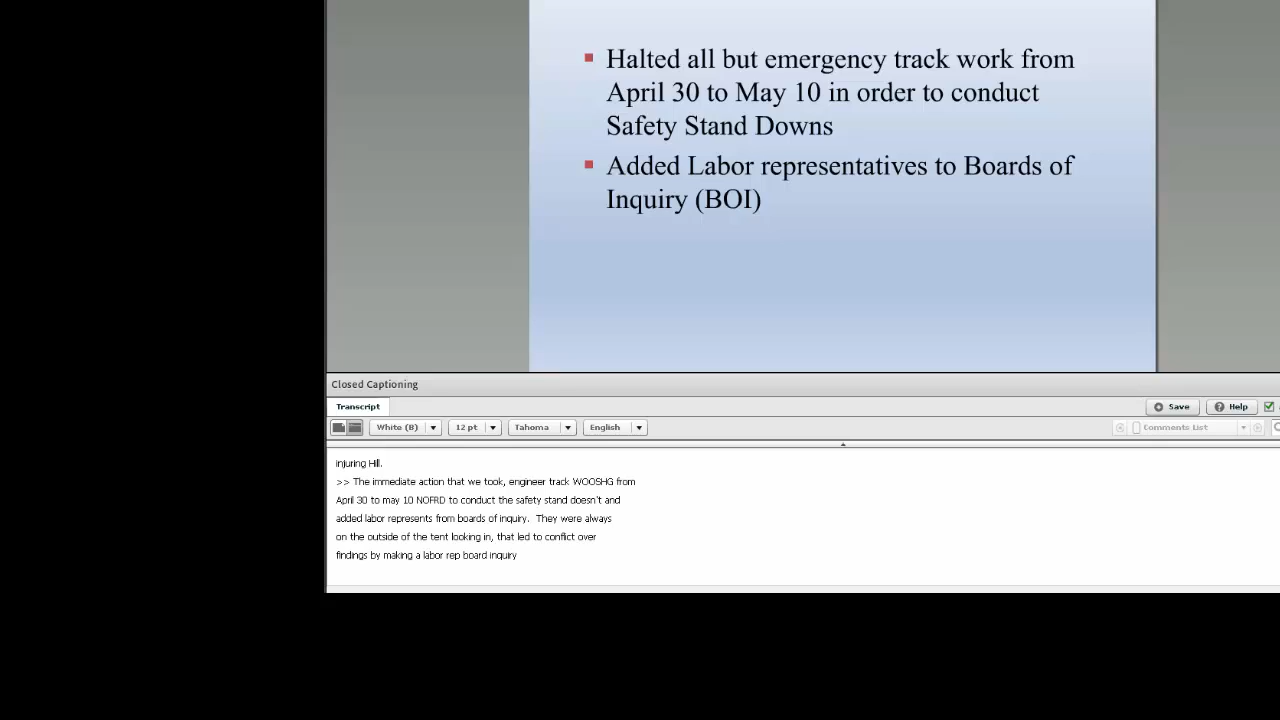 Halted all but emergency track work from
April 30 to May 10 in order to conduct
Safety Stand Downs
Added Labor representatives to Boards of
Inquiry (BOI)
Closed Captioning
Transcript
Save
Help
White (8)
12 pt
Tahoma
English
Comments List
injuring Hill.
>> The immediate action that we took, engineer track WOOSHG from
April 30 to may 10 NOFRD to conduct the safety stand doesn't and
added labor represents from boards of inquiry. They were always
on the outside of the tent looking in, that led to conflict over
findings by making a labor rep board inquiry